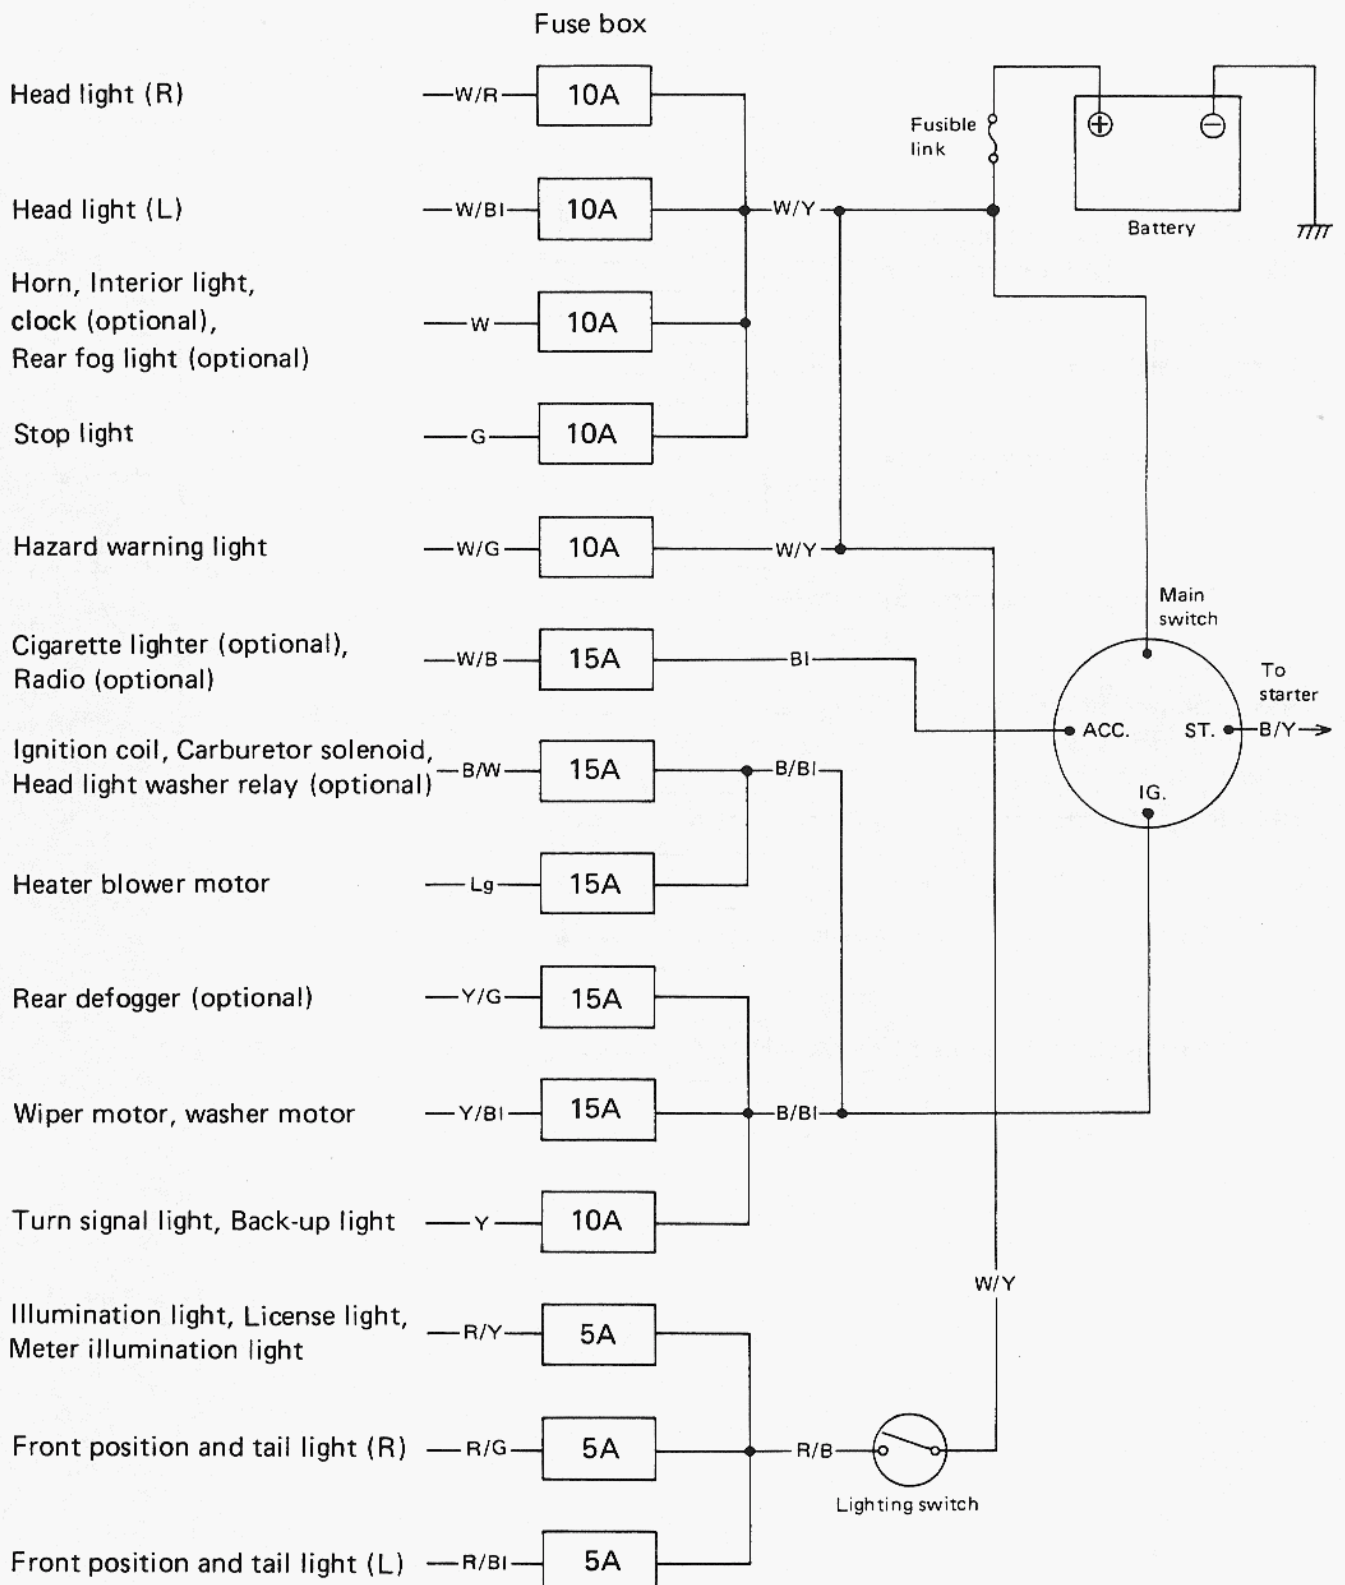 Fuse box
Head light (R)
W/R
10A
Fusible
link
Battery
Head light (L)
W/Bl
10A
W/Y
Horn, Interior light,
clock (optional),
Rear fog light (optional)
W
10A
Stop light
G
10A
Hazard warning light
W/G
10A
W/Y
Main
switch
Cigarette lighter (optional),
Radio (optional)
W/B
15A
Bl
To
starter
ACC.
ST.
B/Y
IG.
Ignition coil, Carburetor solenoid,
Head light washer relay (optional)
B/W
15A
B/Bl
Heater blower motor
Lg
15A
Rear defogger (optional)
Y/G
15A
Wiper motor, washer motor
Y/Bl
15A
B/Bl
Turn signal light, Back-up light
Y
10A
W/Y
Illumination light, License light,
Meter illumination light
R/Y
5A
Front position and tail light (R)
R/G
5A
R/B
Lighting switch
Front position and tail light (L)
R/Bl
5A